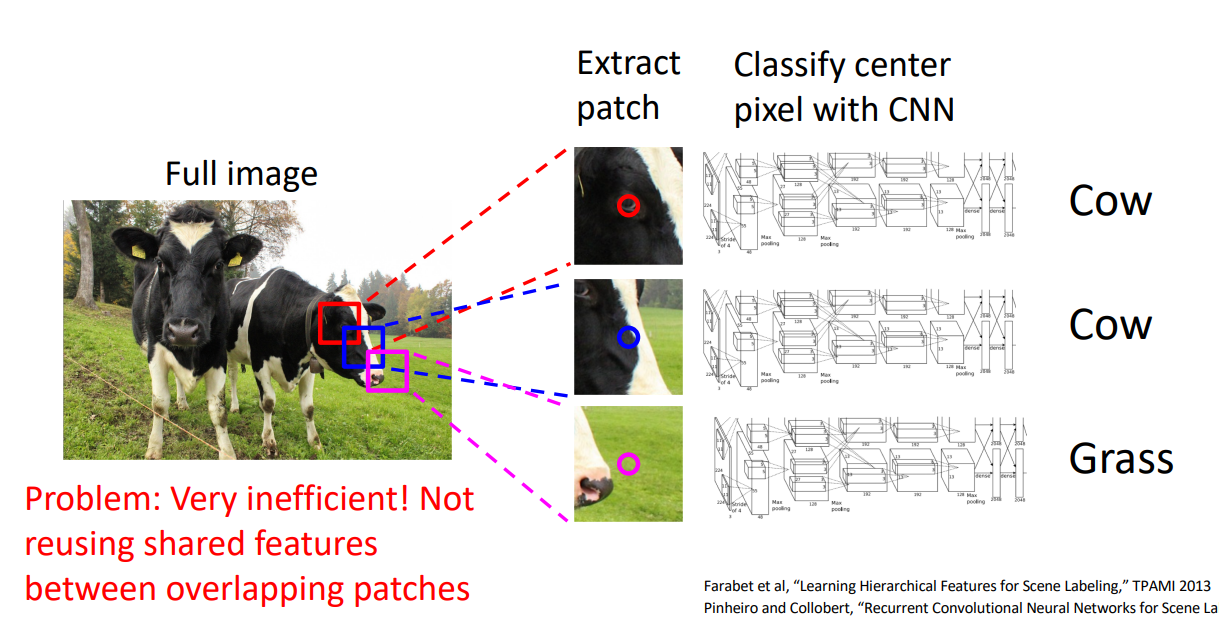 Extract
patch
Classify center
pixel with CNN
Full image
Cow
Cow
Grass
Problem: Very inefficient! Not
reusing shared features
between overlapping patches
Farabet et al, “Learning Hierarchical Features for Scene Labeling,” TPAMI 2013
Pinheiro and Collobert, “Recurrent Convolutional Neural Networks for Scene La